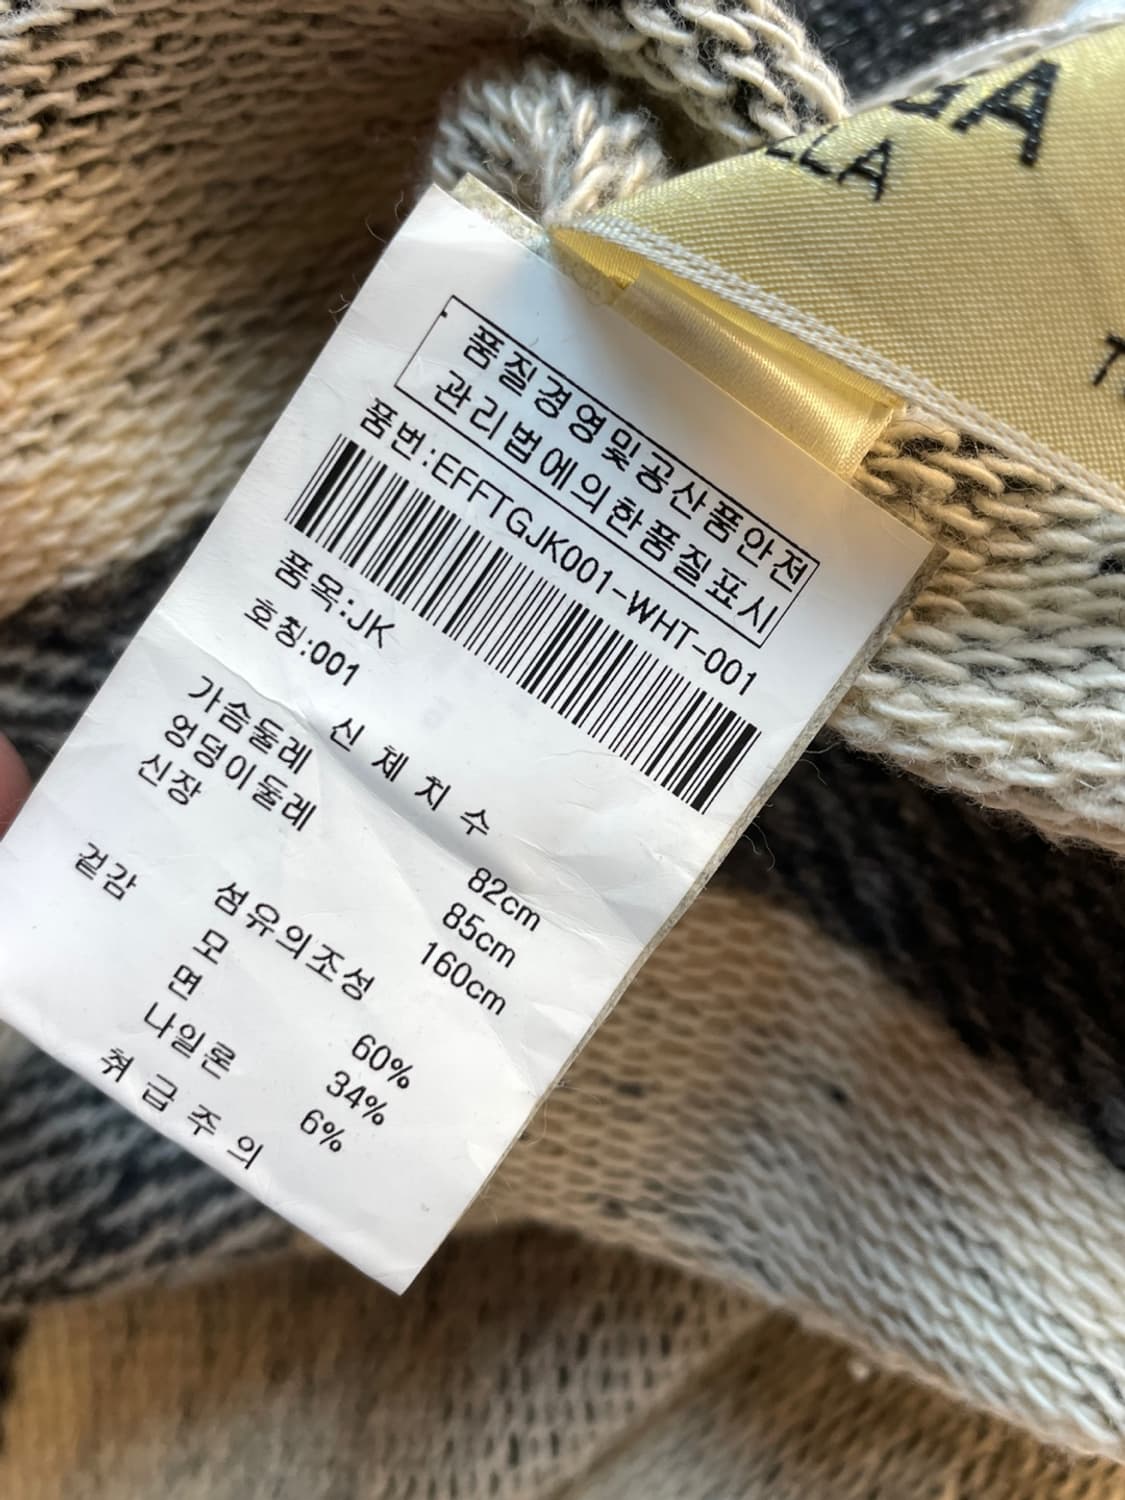 GA
LLA
품질경영및공산품안전
관리법에의한품질표시
품번:EFFTGJK001-WHT-001
품목:JK
호칭:001
신체치수
가슴둘레 82cm
엉덩이둘레 85cm
신장 160cm
섬유의조성
겉감 모 60%
면 34%
나일론 6%
취급주의